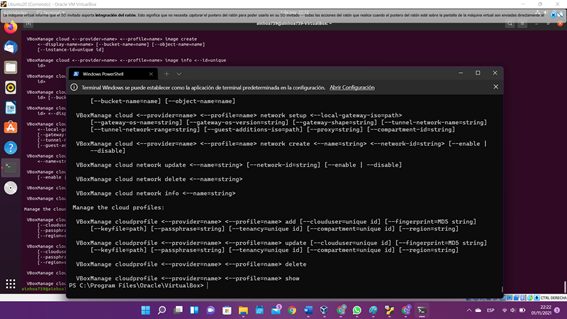 Ubuntu20 (Corriendo) - Oracle VM VirtualBox
La máquina virtual informa que el SO invitado soporta integración del ratón. Esto significa que no necesita capturar el puntero del ratón para poder usarlo en su SO invitado -- todas las acciones del ratón que realice cuando el puntero del ratón esté sobre la pantalla de la máquina virtual son enviados directamente al
VBoxManage cloud <--provider=name> <--profile=name> image create
<--display-name=name> [--bucket-name=name] [--object-name=name]
[--instance-id=unique id]
VBoxManage cloud <--provider=name> <--profile=name> image info <--id=unique
id>
Windows PowerShell
Terminal Windows se puede establecer como la aplicación de terminal predeterminada en la configuración. Abrir Configuración
[--bucket-name=name] [--object-name=name]
VBoxManage cloud <--provider=name> <--profile=name> network setup <--local-gateway-iso=path>
[--gateway-os-name=string] [--gateway-os-version=string] [--gateway-shape=string] [--tunnel-network-name=string]
[--tunnel-network-range=string] [--guest-additions-iso=path] [--proxy=string] [--compartment-id=string]
VBoxManage cloud network create <--name=string> <--network-id=string> [--enable |
--disable]
VBoxManage cloud network update <--name=string> [--network-id=string] [--enable | --disable]
VBoxManage cloud network delete <--name=string>
VBoxManage cloud network info <--name=string>
Manage the cloud profiles:
VBoxManage cloudprofile <--provider=name> <--profile=name> add [--clouduser=unique id] [--fingerprint=MD5 string]
[--keyfile=path] [--passphrase=string] [--tenancy=unique id] [--compartment=unique id] [--region=string]
VBoxManage cloudprofile <--provider=name> <--profile=name> update [--clouduser=unique id] [--fingerprint=MD5 string]
[--keyfile=path] [--passphrase=string] [--tenancy=unique id] [--compartment=unique id] [--region=string]
VBoxManage cloudprofile <--provider=name> <--profile=name> delete
VBoxManage cloudprofile <--provider=name> <--profile=name> show
PS C:\Program Files\Oracle\VirtualBox>
CTRL DERECHA
ESP
22:22
01/11/2021